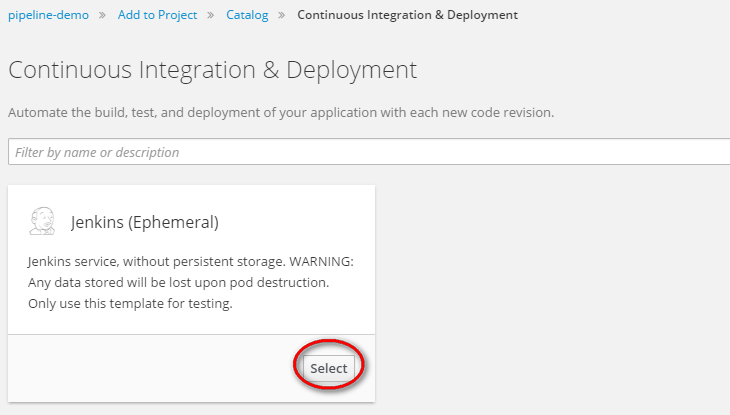 pipeline-demo » Add to Project » Catalog » Continuous Integration & Deployment
Continuous Integration & Deployment
Automate the build, test, and deployment of your application with each new code revision.
Filter by name or description
Jenkins (Ephemeral)
Jenkins service, without persistent storage. WARNING:
Any data stored will be lost upon pod destruction.
Only use this template for testing.
Select